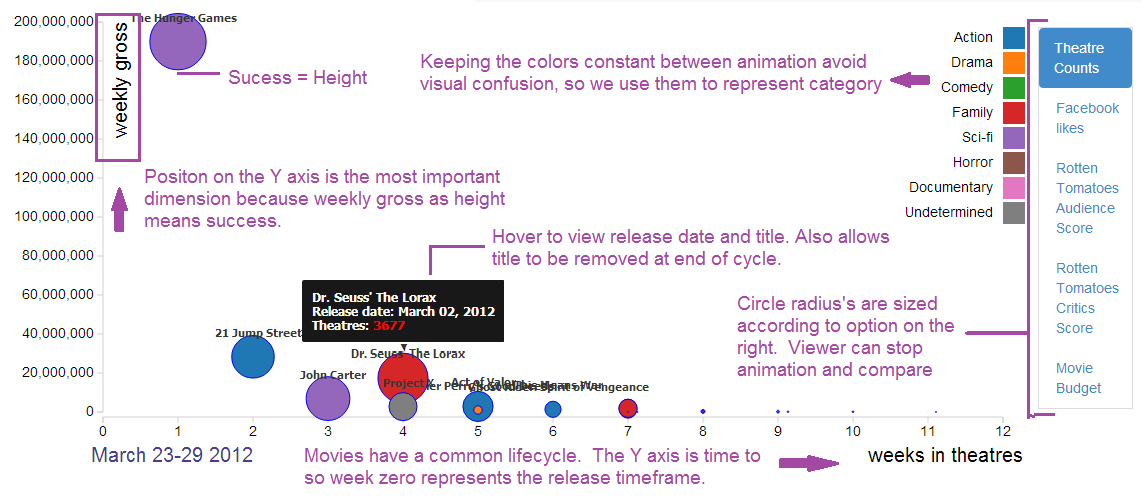 200,000,000
180,000,000
160,000,000
140,000,000
120,000,000
100,000,000
80,000,000
60,000,000
40,000,000
20,000,000
0
weekly gross
The Hunger Games
Sucess = Height
Keeping the colors constant between animation avoid
visual confusion, so we use them to represent category
Action
Drama
Comedy
Family
Sci-fi
Horror
Documentary
Undetermined
Theatre
Counts
Facebook
likes
Rotten
Tomatoes
Audience
Score
Rotten
Tomatoes
Critics
Score
Movie
Budget
Positon on the Y axis is the most important
dimension because weekly gross as height
means success.
Hover to view release date and title. Also allows
title to be removed at end of cycle.
Dr. Seuss' The Lorax
Release date: March 02, 2012
Theatres: 3677
Circle radius's are sized
according to option on the
right. Viewer can stop
animation and compare
21 Jump Street
Dr. Seuss' The Lorax
John Carter
Project X
Act of Valor
This Means War
Ghost Rider: Spirit of Vengeance
0 1 2 3 4 5 6 7 8 9 10 11 12
March 23-29 2012
Movies have a common lifecycle. The Y axis is time to
so week zero represents the release timeframe.
weeks in theatres